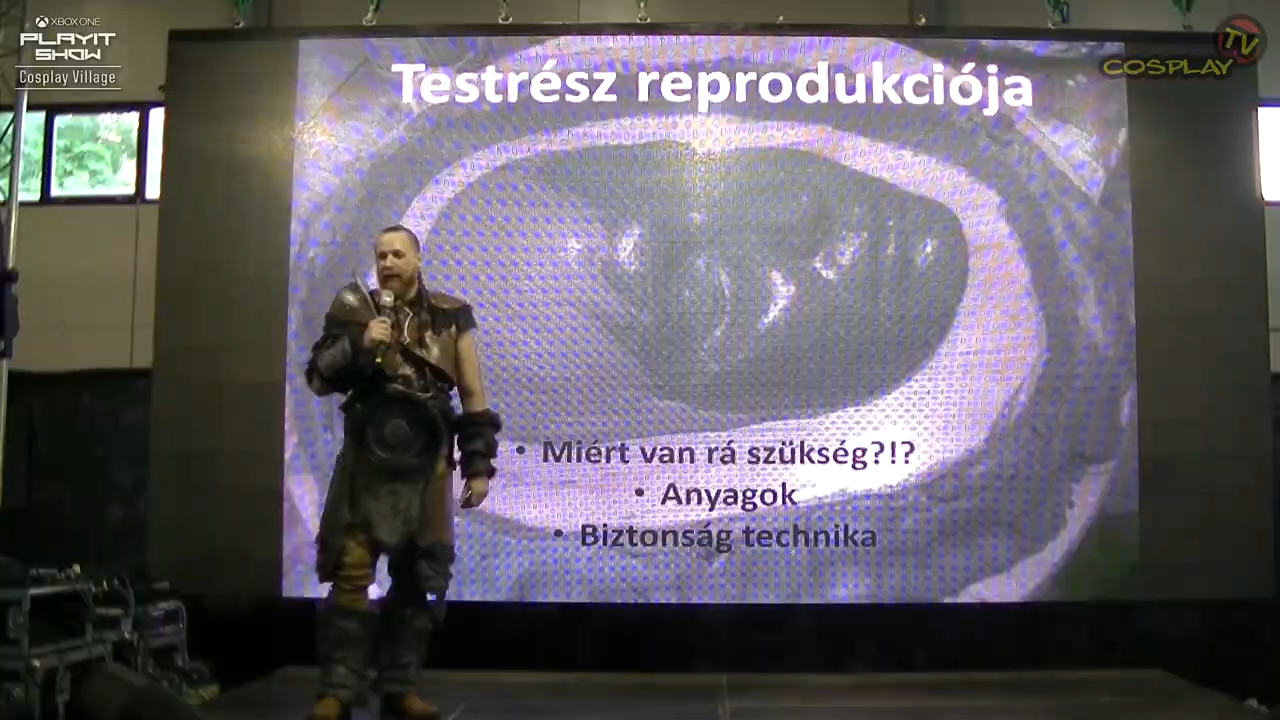 XBOX ONE
PLAYIT
SHOW
Cosplay Village
TV
COSPLAY
Testrész reprodukciója
• Miért van rá szükség?!?
• Anyagok
• Biztonság technika